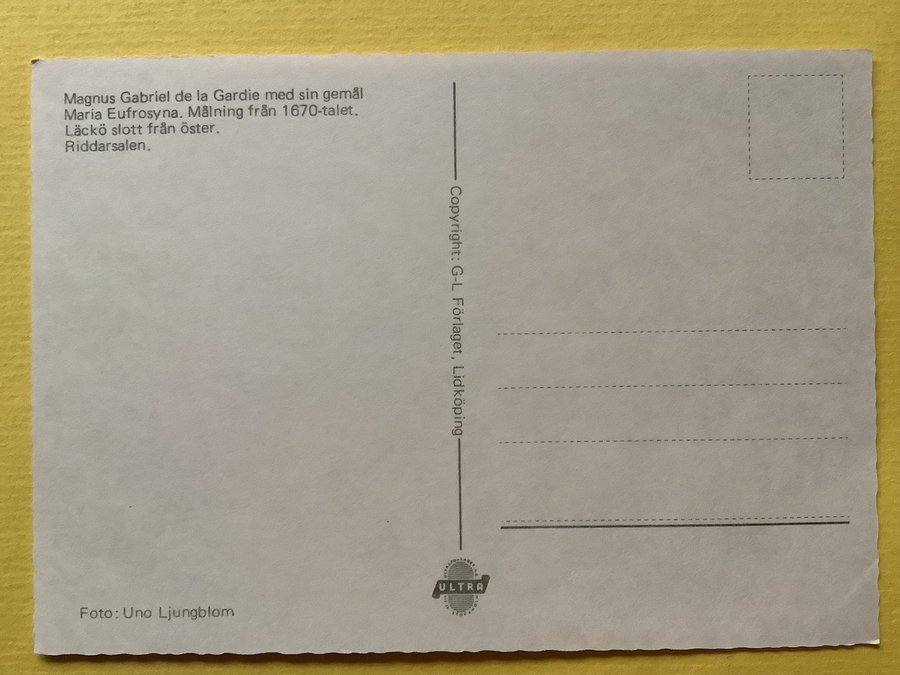 Magnus Gabriel de la Gardie med sin gemål
Maria Eufrosyna. Målning från 1670-talet.
Läckö slott från öster.
Riddarsalen.
Copyright: G-L Förlaget, Lidköping
ULTRA
Foto: Uno Ljungblom